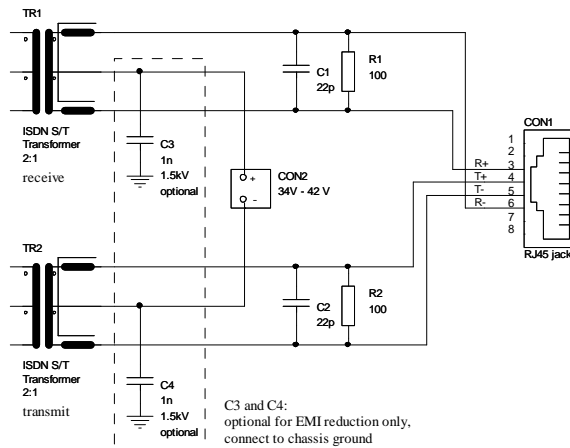 TR1
ISDN S/T
Transformer
2:1
receive
C3
1n
1.5kV
optional
C1
22p
R1
100
CON2
34V - 42 V
+
-
CON1
1
2
R+ 3
T+ 4
T- 5
R- 6
7
8
RJ45 jack
TR2
ISDN S/T
Transformer
2:1
transmit
C4
1n
1.5kV
optional
C2
22p
R2
100
C3 and C4:
optional for EMI reduction only,
connect to chassis ground